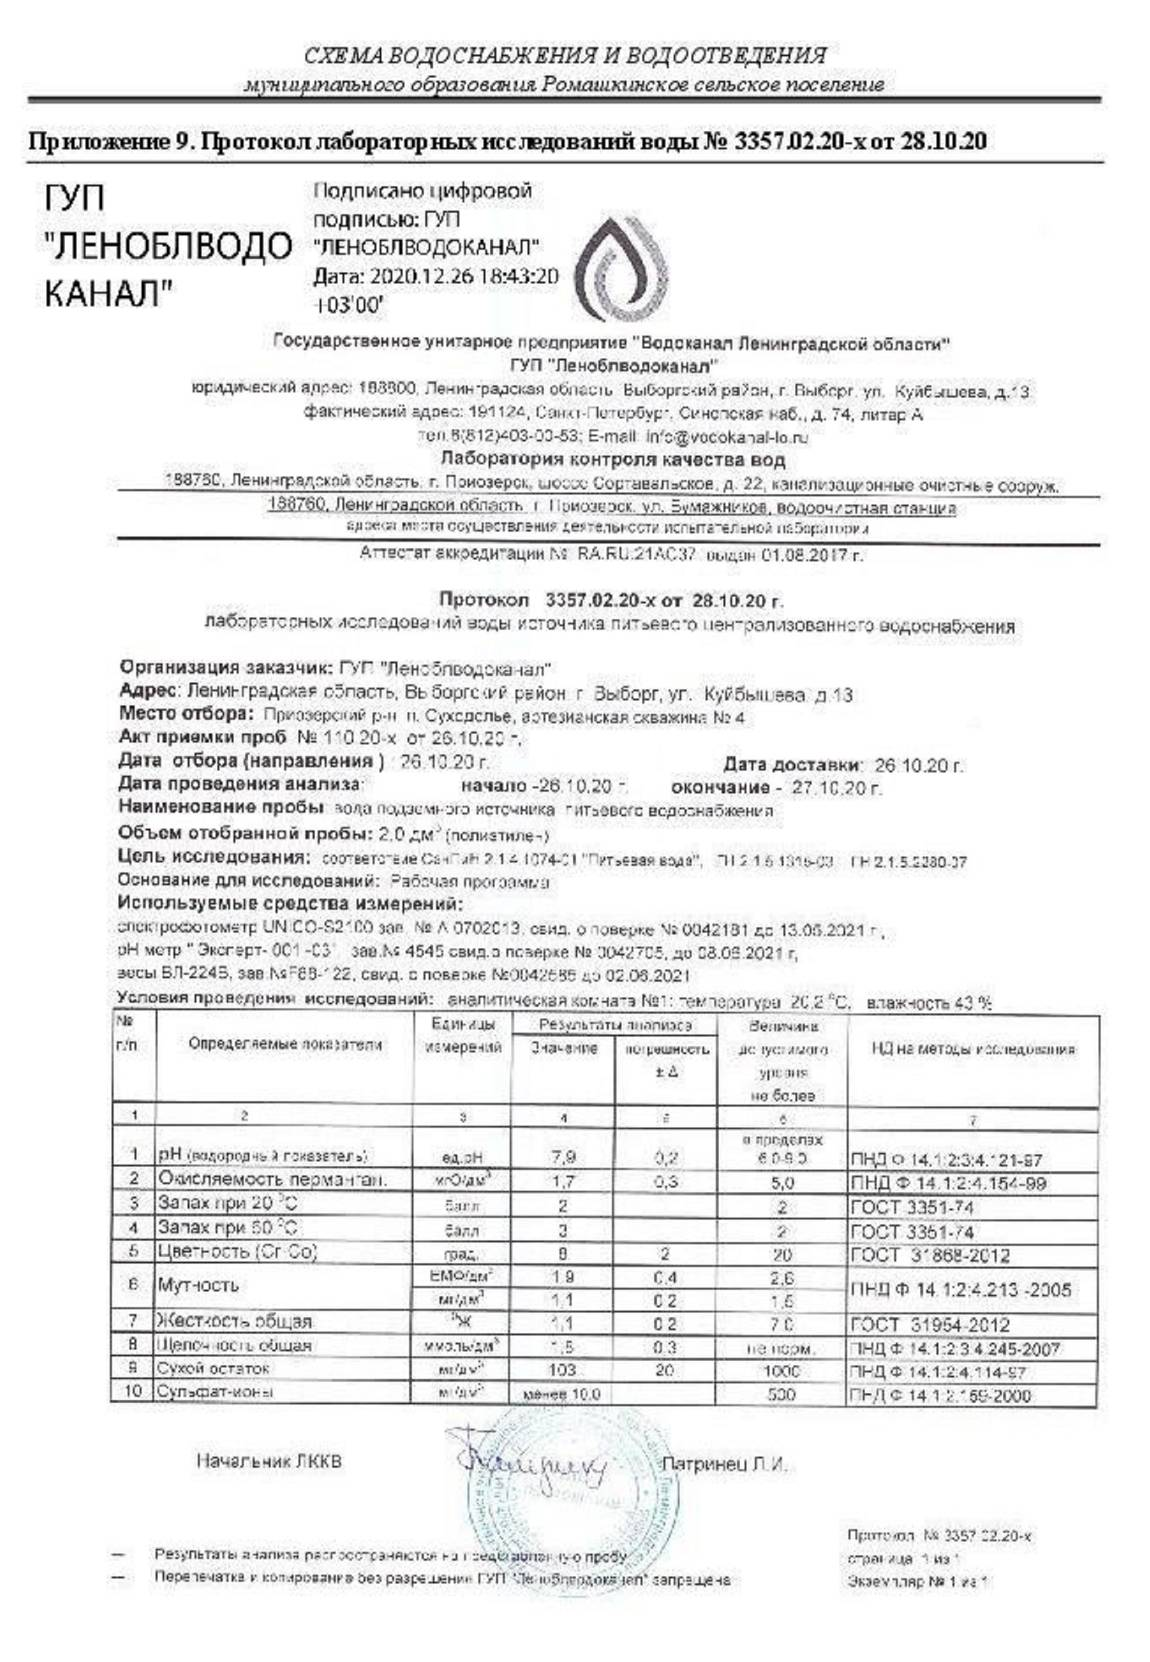 СХЕМА ВОДОСНАБЖЕНИЯ И ВОДООТВЕДЕНИЯ
муниципального образования Ромашкинское сельское поселение
Приложение 9. Протокол лабораторных исследований воды № 3357.02.20-х от 28.10.20
ГУП
"ЛЕНОБЛВОДО
КАНАЛ"
Подписано цифровой
подписью: ГУП
"ЛЕНОБЛВОДОКАНАЛ"
Дата: 2020.12.26 18:43:20
+03'00'
Государственное унитарное предприятие "Водоканал Ленинградской области"
ГУП "Леноблводоканал"
юридический адрес: 188800, Ленинградская область, Выборгский район, г. Выборг, ул. Куйбышева, д.13
фактический адрес: 191124, Санкт-Петербург, Синопская наб., д. 74, литер А
тел.8(812)403-00-53; E-mail: info@vodokanal-lo.ru
Лаборатория контроля качества вод
188760, Ленинградской область, г. Приозерск, шоссе Сортавальское, д. 22, канализационные очистные сооруж.
188760, Ленинградской область, г. Приозерск, ул. Бумажников, водоочистная станция
адреса места осуществления деятельности испытательной лаборатории
Аттестат аккредитации № RA.RU.21АС37 выдан 01.08.2017 г.
Протокол 3357.02.20-х от 28.10.20 г.
лабораторных исследований воды источника питьевого централизованного водоснабжения
Организация заказчик: ГУП "Леноблводоканал"
Адрес: Ленинградская область, Выборгский район, г. Выборг, ул. Куйбышева, д.13
Место отбора: Приозерский р-н, п. Суходолье, артезианская скважина № 4
Акт приемки проб № 110.20-х от 26.10.20 г.
Дата отбора (направления ) : 26.10.20 г. Дата доставки: 26.10.20 г.
Дата проведения анализа: начало -26.10.20 г. окончание - 27.10.20 г.
Наименование пробы вода подземного источника питьевого водоснабжения
Объем отобранной пробы: 2,0 дм³ (полиэтилен)
Цель исследования: соответствие СанПиН 2.1.4.1074-01 "Питьевая вода", ГН 2.1.5.1315-03 ГН 2.1.5.2280-07
Основание для исследований: Рабочая программа
Используемые средства измерений:
спектрофотометр UNICO-S2100 зав. № А 0702013, свид. о поверке № 0042181 до 13.05.2021 г.,
рН метр " Эксперт- 001 -03", зав.№ 4545 свид.о поверке № 0042705, до 08.06.2021 г,
весы ВЛ-224В, зав.№F68-122, свид. о поверке №0042685 до 02.06.2021
Условия проведения исследований: аналитическая комната №1: температура 20,2 °С, влажность 43 %
№ п/п Определяемые показатели Единицы измерений Результаты анализа Значение погрешность ± Δ Величина допустимого уровня не более НД на методы исследования
1 2 3 4 5 6 7
1 рН (водородный показатель) ед.рН 7,9 0,2 в пределах 6,0-9,0 ПНД Ф 14.1:2:3:4.121-97
2 Окисляемость перманган. мгО/дм³ 1,7 0,3 5,0 ПНД Ф 14.1:2:4.154-99
3 Запах при 20 °С балл 2 2 ГОСТ 3351-74
4 Запах при 60 °С балл 3 2 ГОСТ 3351-74
5 Цветность (Cr-Co) град. 8 2 20 ГОСТ 31868-2012
6 Мутность ЕМФ/дм³ 1,9 0,4 2,6 ПНД Ф 14.1:2:4.213 -2005
мг/дм³ 1,1 0,2 1,5
7 Жесткость общая °Ж 1,1 0,2 7,0 ГОСТ 31954-2012
8 Щелочность общая ммоль/дм³ 1,5 0,3 не норм. ПНД Ф 14.1:2:3:4.245-2007
9 Сухой остаток мг/дм³ 103 20 1000 ПНД Ф 14.1:2:4.114-97
10 Сульфат-ионы мг/дм³ менее 10,0 500 ПНД Ф 14.1:2.159-2000
Начальник ЛККВ Патринец Л.И.
Протокол № 3357.02.20-х
— Результаты анализа распространяются на представленную пробу страница 1 из 1
— Перепечатка и копирование без разрешения ГУП "Леноблводоканал" запрещена Экземпляр № 1 из 1